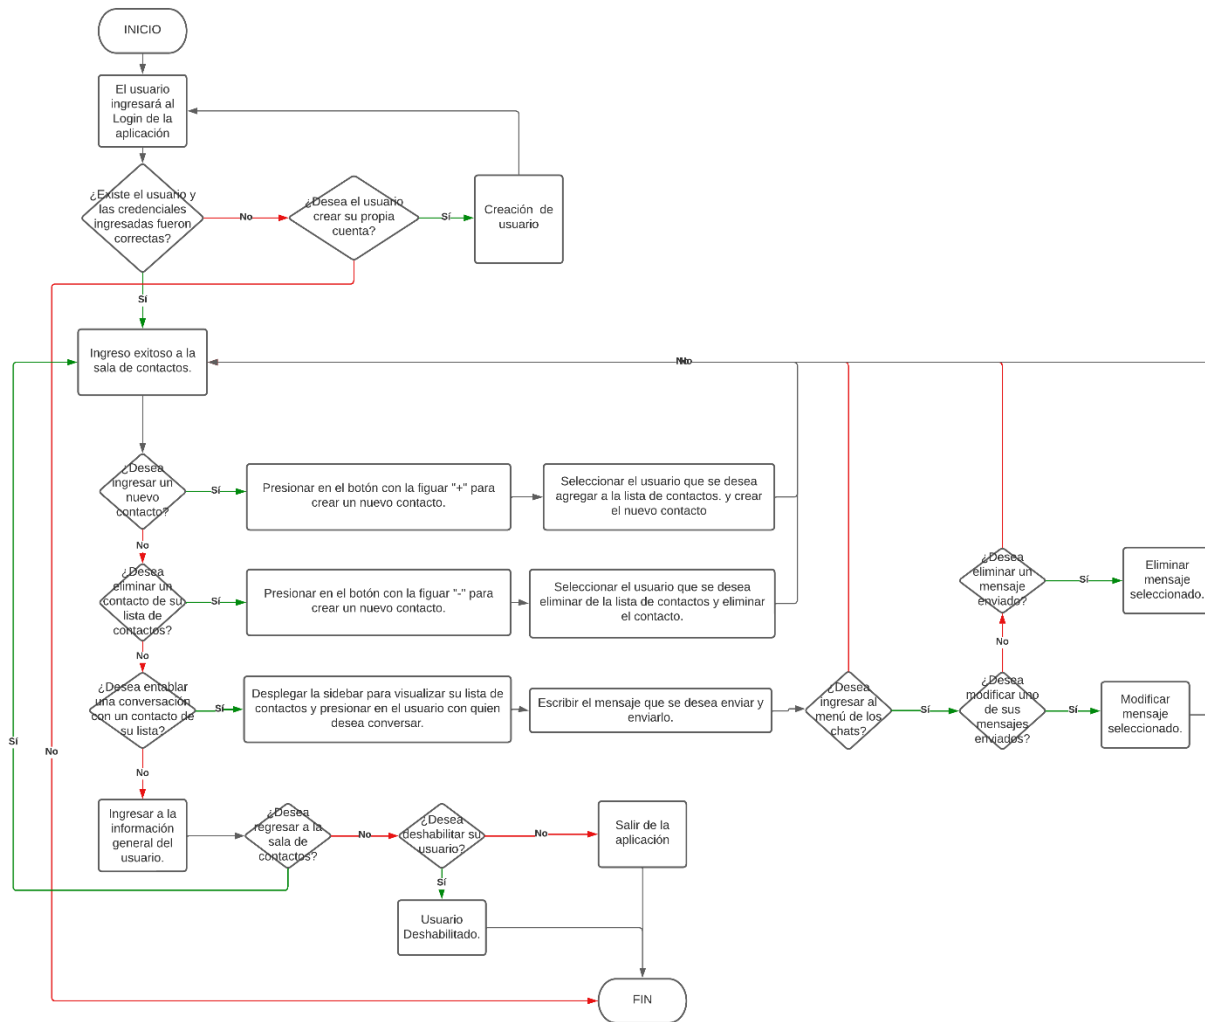 INICIO
El usuario
ingresará al
Login de la
aplicación
¿Existe el usuario y
las credenciales
ingresadas fueron
correctas?
No
¿Desea el usuario
crear su propia
cuenta?
Sí
Creación de
usuario
Sí
Ingreso exitoso a la
sala de contactos.
No
¿Desea
ingresar un
nuevo
contacto?
Sí
Presionar en el botón con la figuar "+" para
crear un nuevo contacto.
Seleccionar el usuario que se desea
agregar a la lista de contactos. y crear
el nuevo contacto
No
¿Desea
eliminar un
contacto de su
lista de
contactos?
Sí
Presionar en el botón con la figuar "-" para
crear un nuevo contacto.
Seleccionar el usuario que se desea
eliminar de la lista de contactos y eliminar
el contacto.
¿Desea
eliminar un
mensaje
enviado?
Sí
Eliminar
mensaje
seleccionado.
No
No
¿Desea entablar
una conversación
con un contacto de
su lista?
Sí
Desplegar la sidebar para visualizar su lista de
contactos y presionar en el usuario con quien
desea conversar.
Escribir el mensaje que se desea enviar y
enviarlo.
¿Desea
ingresar al
menú de los
chats?
Sí
¿Desea
modificar uno
de sus
mensajes
enviados?
Sí
Modificar
mensaje
seleccionado.
Sí
No
No
Ingresar a la
información
general del
usuario.
¿Desea
regresar a la
sala de
contactos?
No
¿Desea
deshabilitar su
usuario?
No
Salir de la
aplicación
Sí
Usuario
Deshabilitado.
FIN